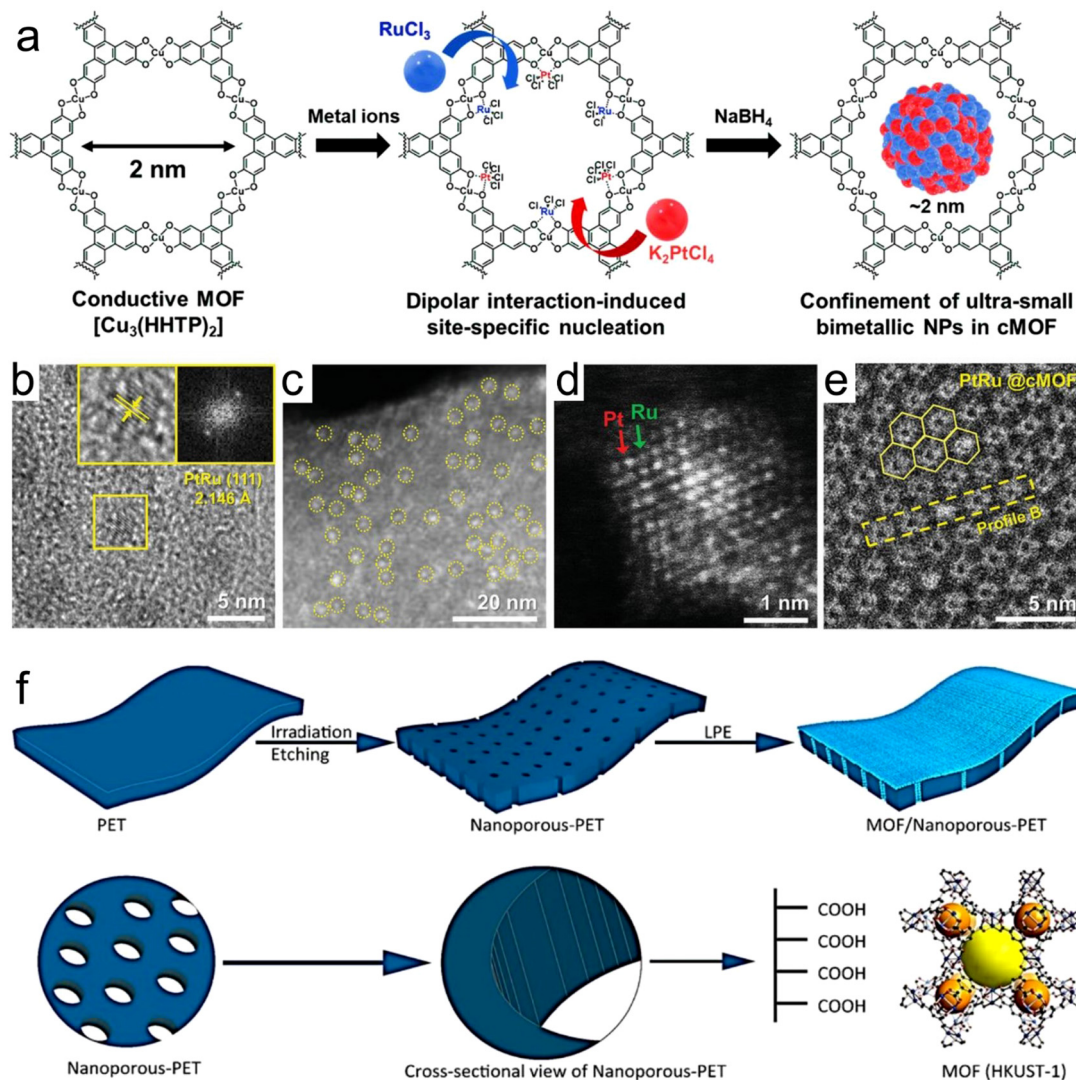 a
RuCl3
Metal ions
NaBH4
2 nm
~2 nm
K2PtCl4
Conductive MOF
[Cu3(HHTP)2]
Dipolar interaction-induced
site-specific nucleation
Confinement of ultra-small
bimetallic NPs in cMOF
b
PtRu (111)
2.146 Å
5 nm
c
20 nm
d
Pt
Ru
1 nm
e
PtRu @cMOF
Profile B
5 nm
f
Irradiation
Etching
LPE
PET
Nanoporous-PET
MOF/Nanoporous-PET
COOH
COOH
COOH
COOH
Nanoporous-PET
Cross-sectional view of Nanoporous-PET
MOF (HKUST-1)